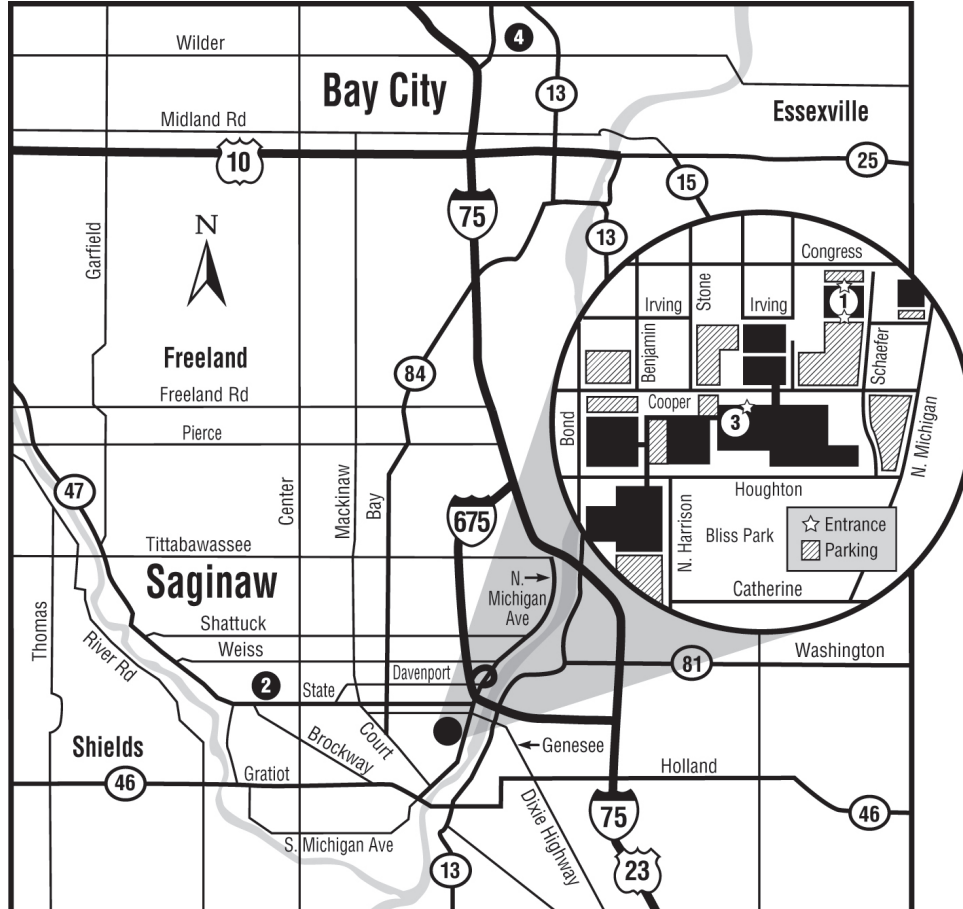 4
Wilder
Bay City
13
Essexville
Midland Rd
10
25
15
75
13
N
Garfield
Congress
Stone
Irving
Irving
1
Benjamin
Schaefer
Freeland
84
Freeland Rd
Cooper
3
Pierce
Bond
N. Michigan
47
Center
Mackinaw
Bay
675
Houghton
N. Harrison
Bliss Park
Entrance
Parking
Tittabawassee
Saginaw
N.
Michigan
Ave
Catherine
Thomas
River Rd
Shattuck
Weiss
Davenport
Washington
81
2
State
Shields
Brockway
Court
Genesee
46
Gratiot
Holland
Dixie Highway
75
46
S. Michigan Ave
13
23